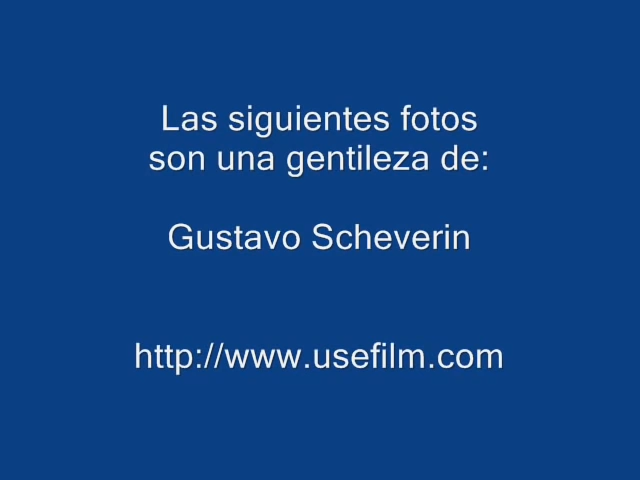 Las siguientes fotos
son una gentileza de:
Gustavo Scheverin
http://www.usefilm.com